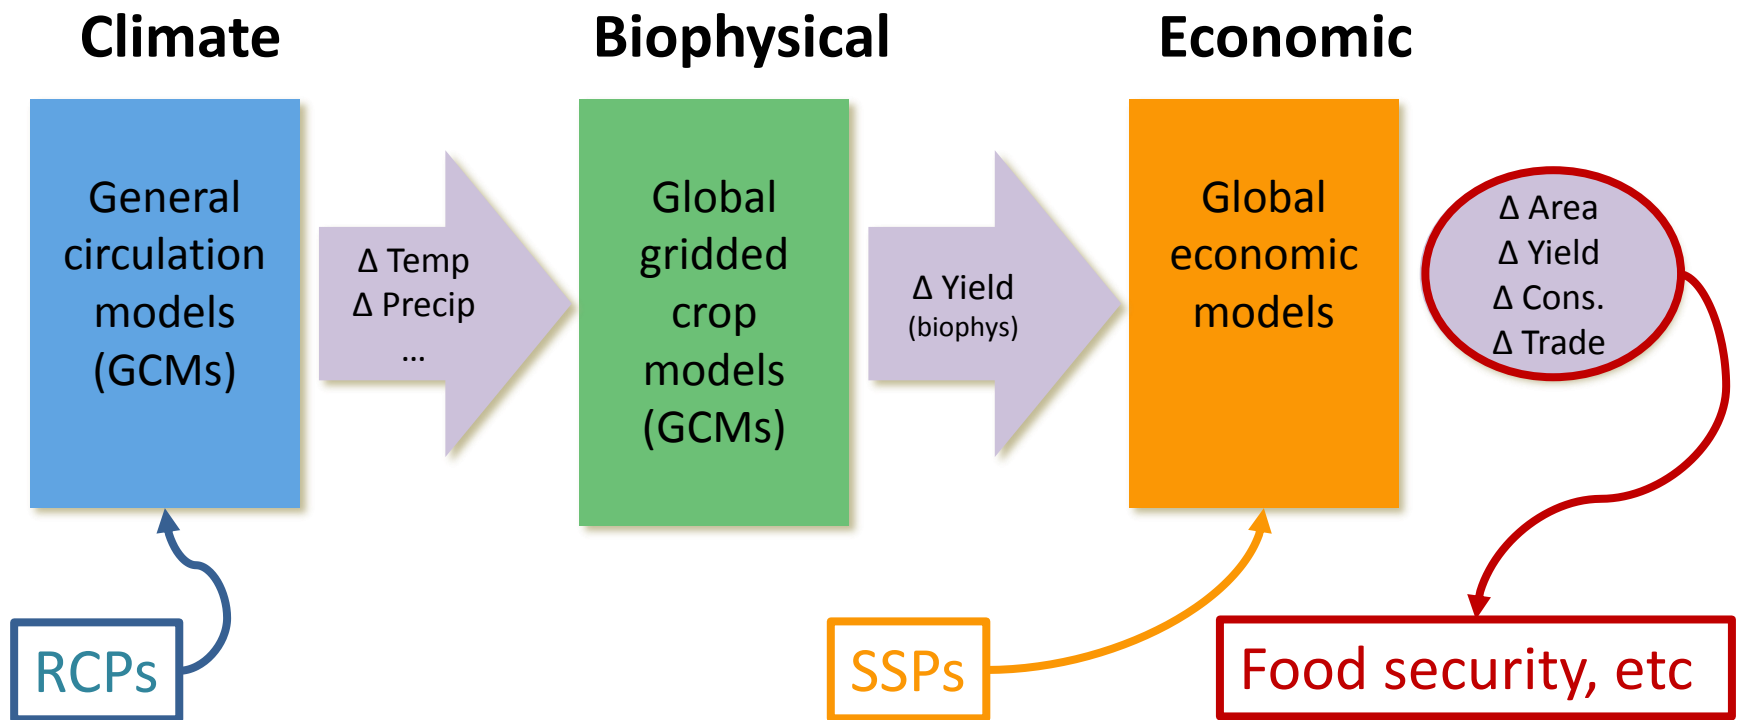 Climate
Biophysical
Economic
General
circulation
models
(GCMs)
Δ Temp
Δ Precip
...
Global
gridded
crop
models
(GCMs)
Δ Yield
(biophys)
Global
economic
models
Δ Area
Δ Yield
Δ Cons.
Δ Trade
RCPs
SSPs
Food security, etc